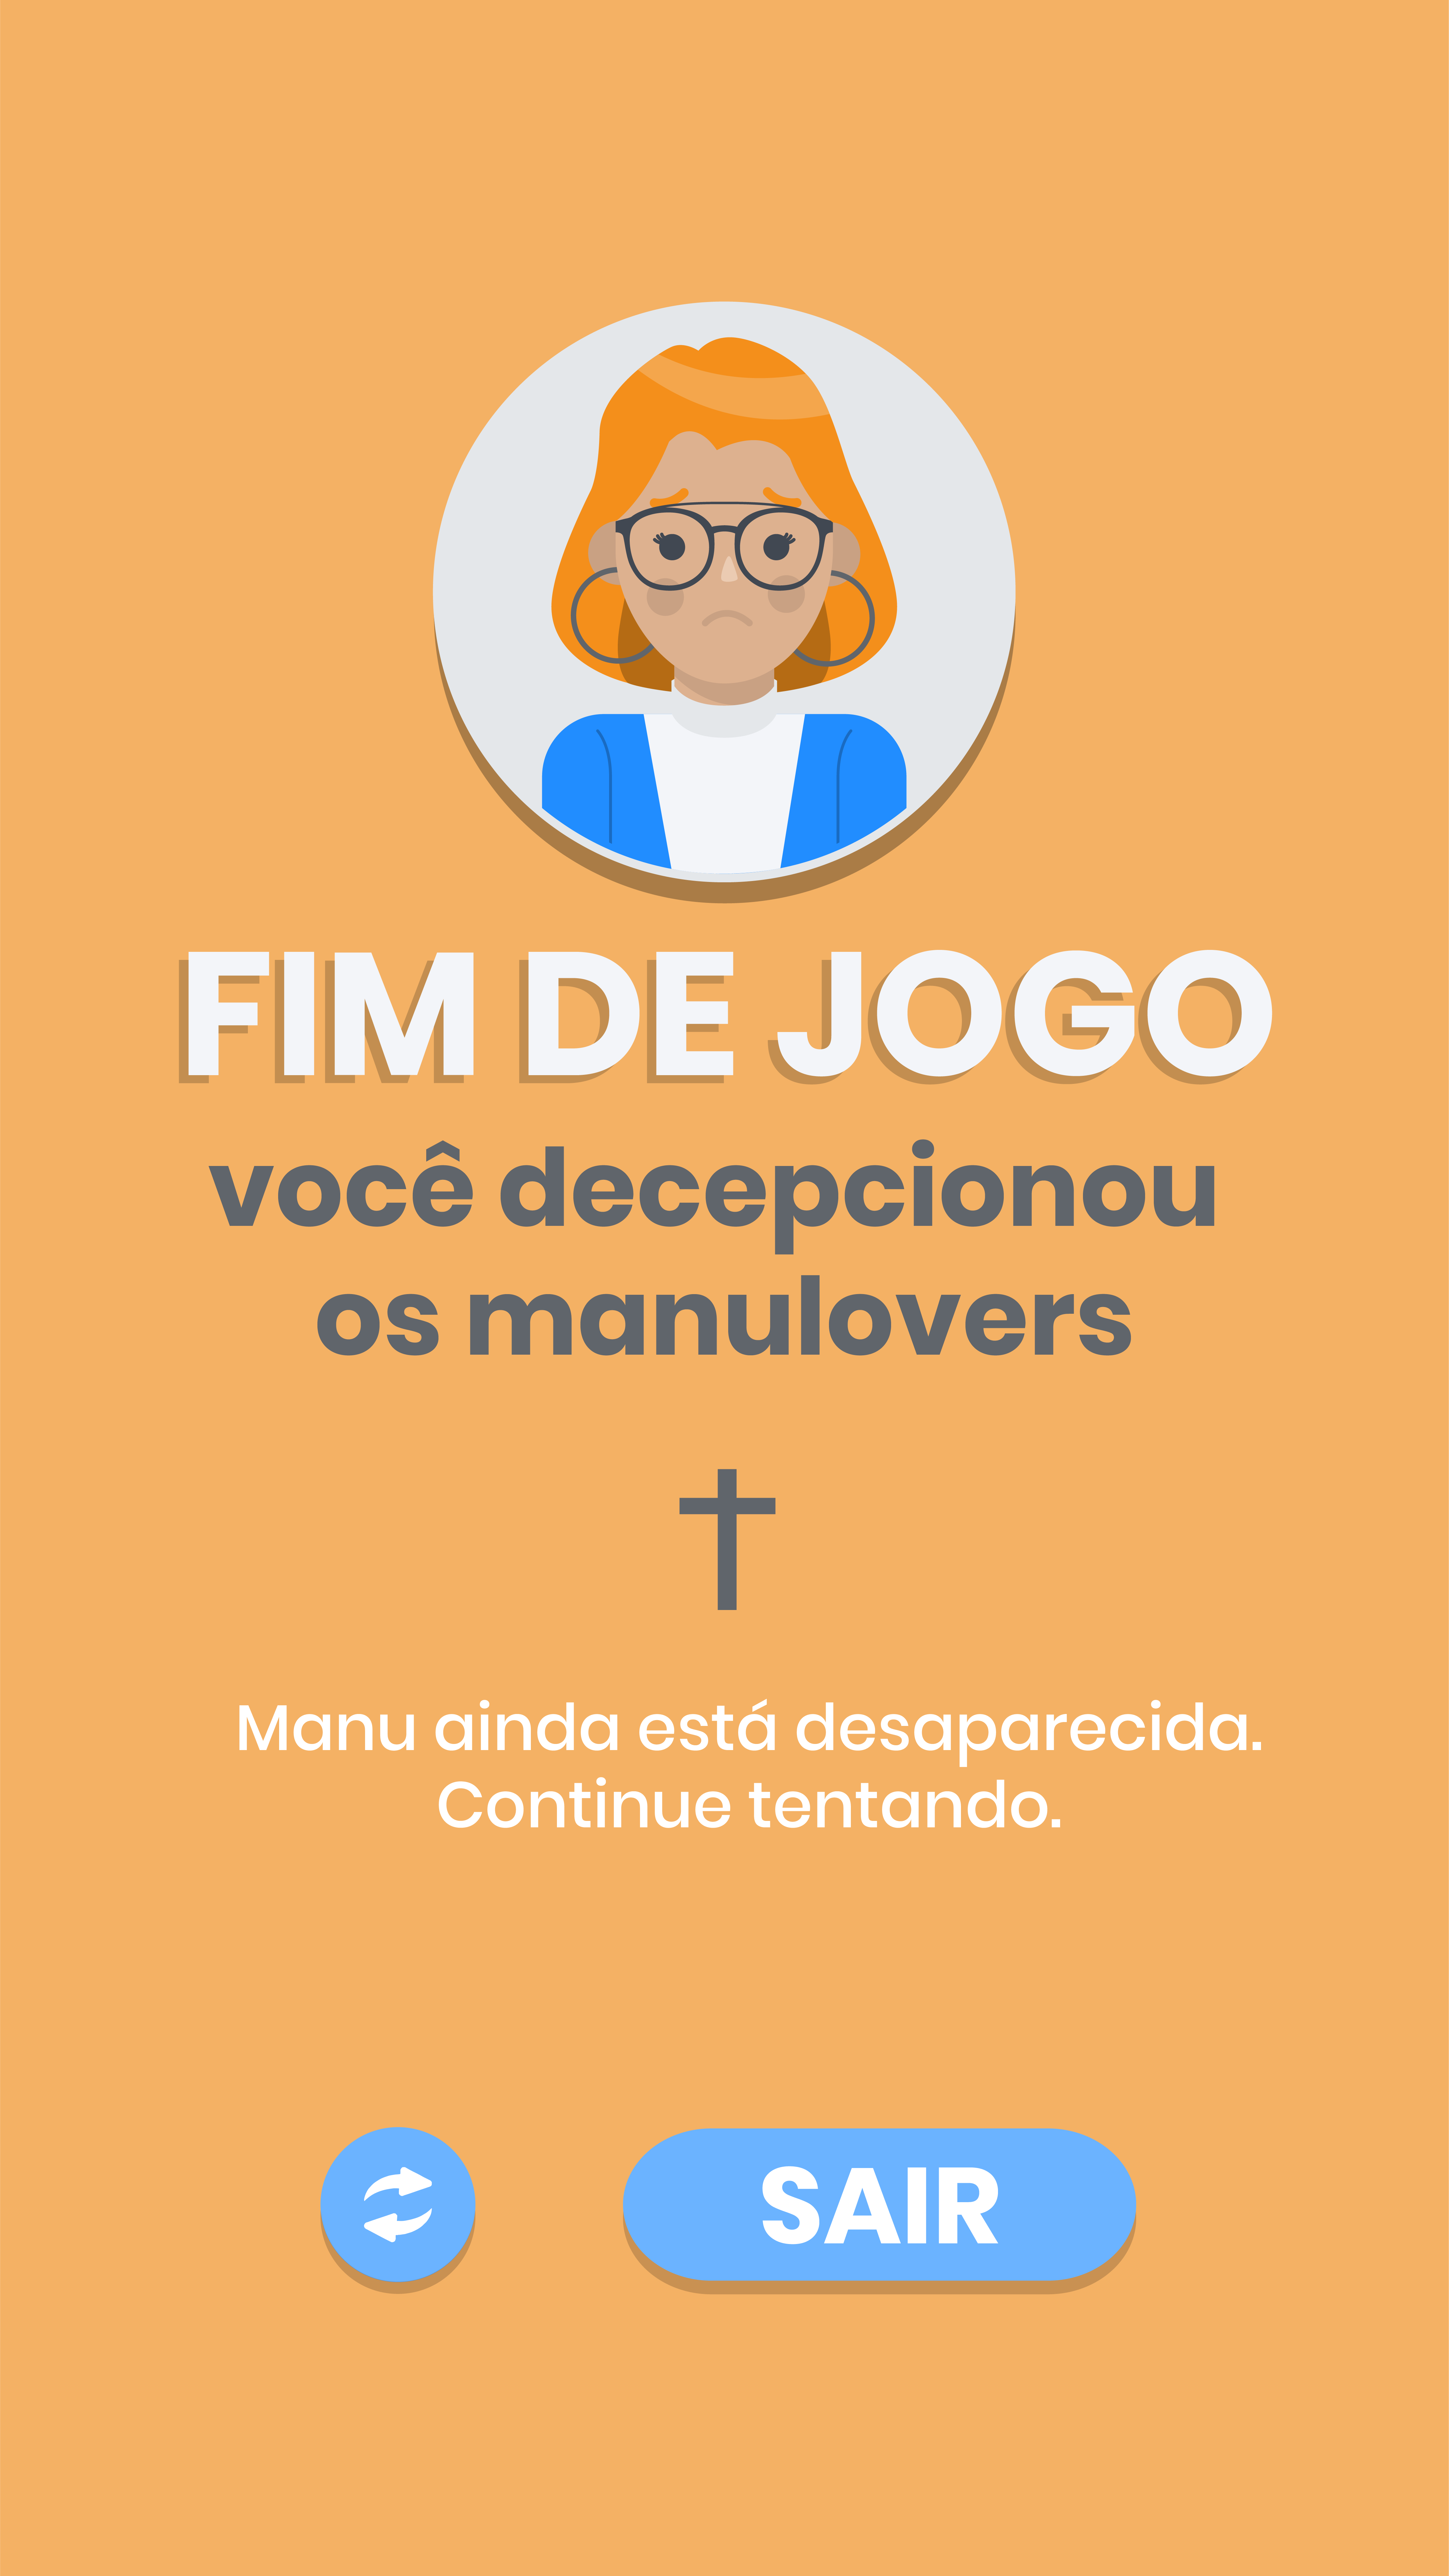 FIM DE JOGO
você decepcionou
os manulovers
Manu ainda está desaparecida.
Continue tentando.
SAIR